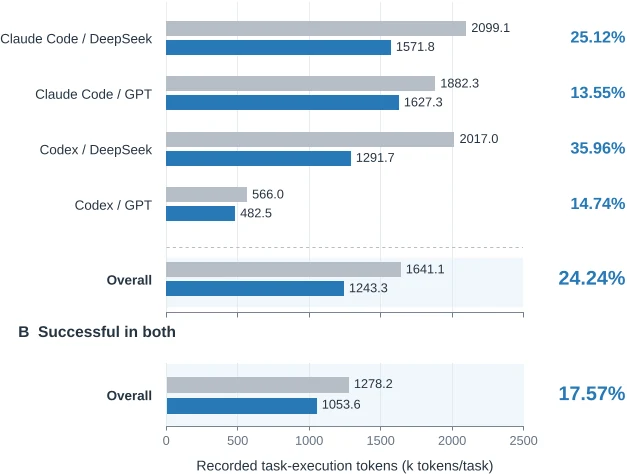 2099.1
Claude Code / DeepSeek 25.12%
1571.8
1882.3
Claude Code / GPT 13.55%
1627.3
2017.0
Codex / DeepSeek 35.96%
1291.7
566.0
Codex / GPT 14.74%
482.5
1641.1
Overall 24.24%
1243.3
B Successful in both
1278.2
Overall 17.57%
1053.6
0 500 1000 1500 2000 2500
Recorded task-execution tokens (k tokens/task)